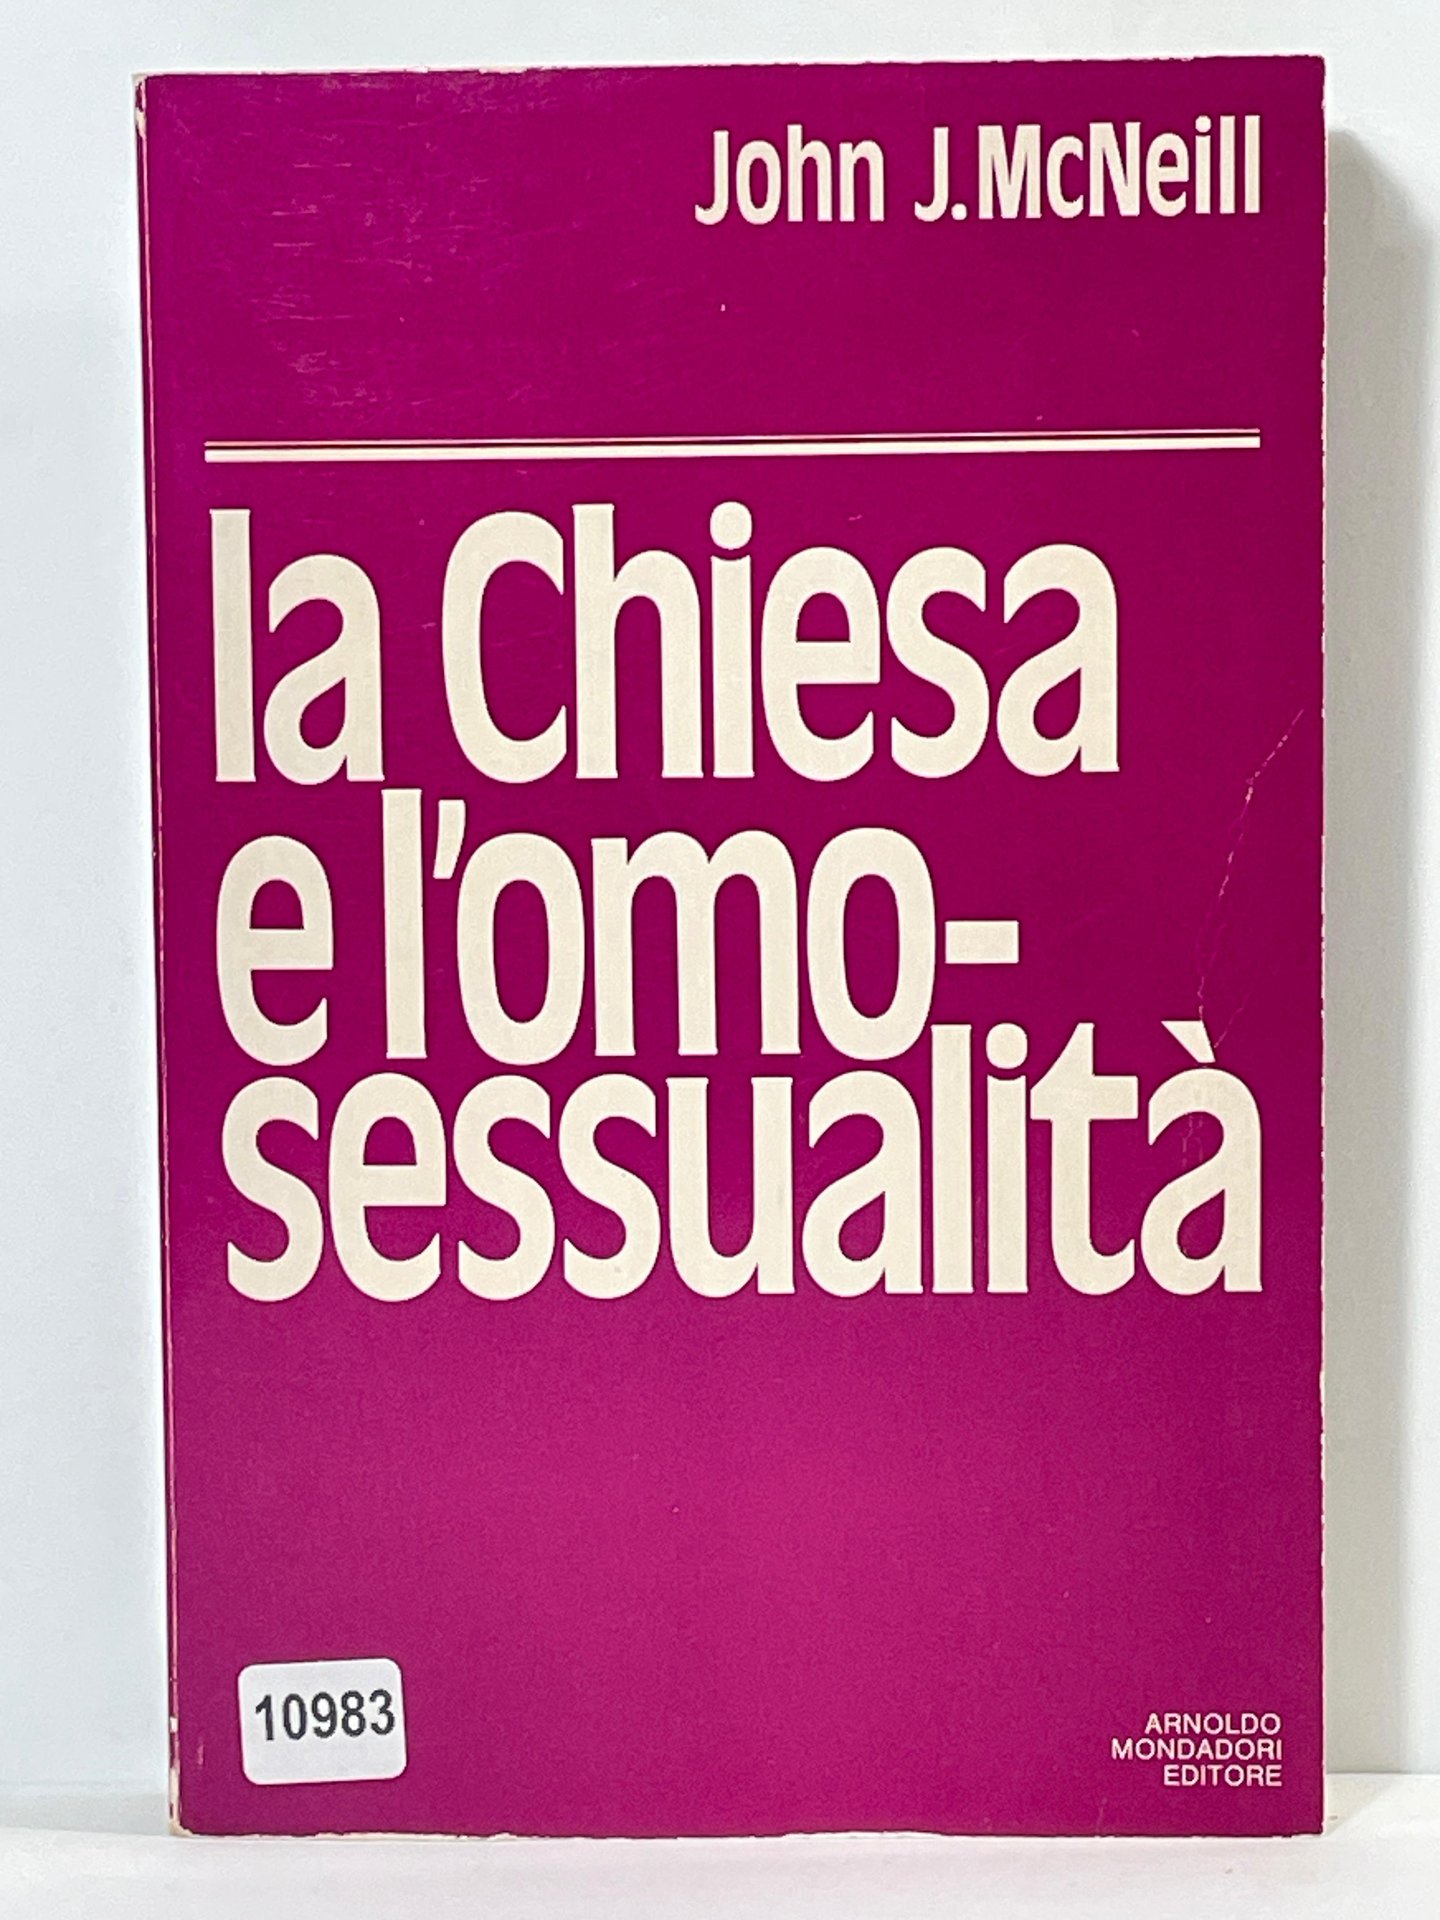 John J. McNeill
la Chiesa
e l'omo-
sessualità
10983
ARNOLDO
MONDADORI
EDITORE